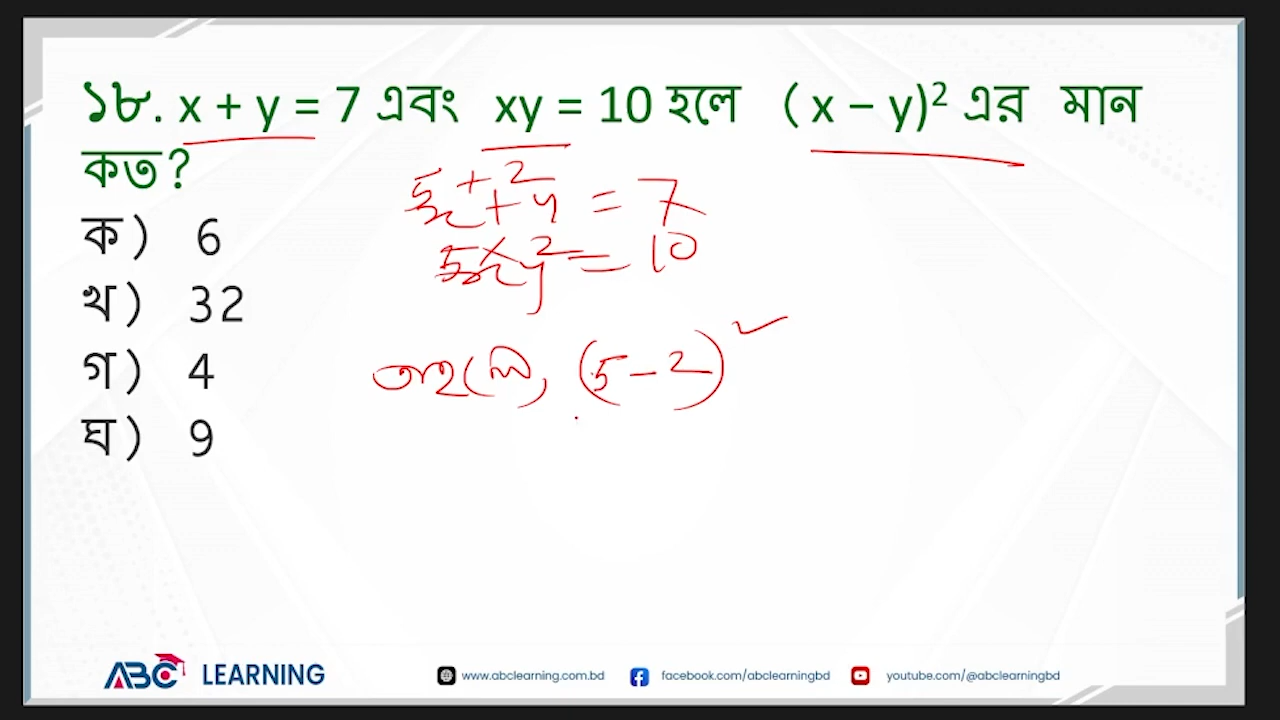 ১৮. x + y = 7 এবং xy = 10 হলে ( x – y)² এর মান
কত?
5 + 2
x + y = 7
5 × 2
xy = 10
ক) 6
খ) 32
গ) 4
ঘ) 9
তাহলে, (5 – 2)²
ABC LEARNING
www.abclearning.com.bd
facebook.com/abclearningbd
youtube.com/@abclearningbd